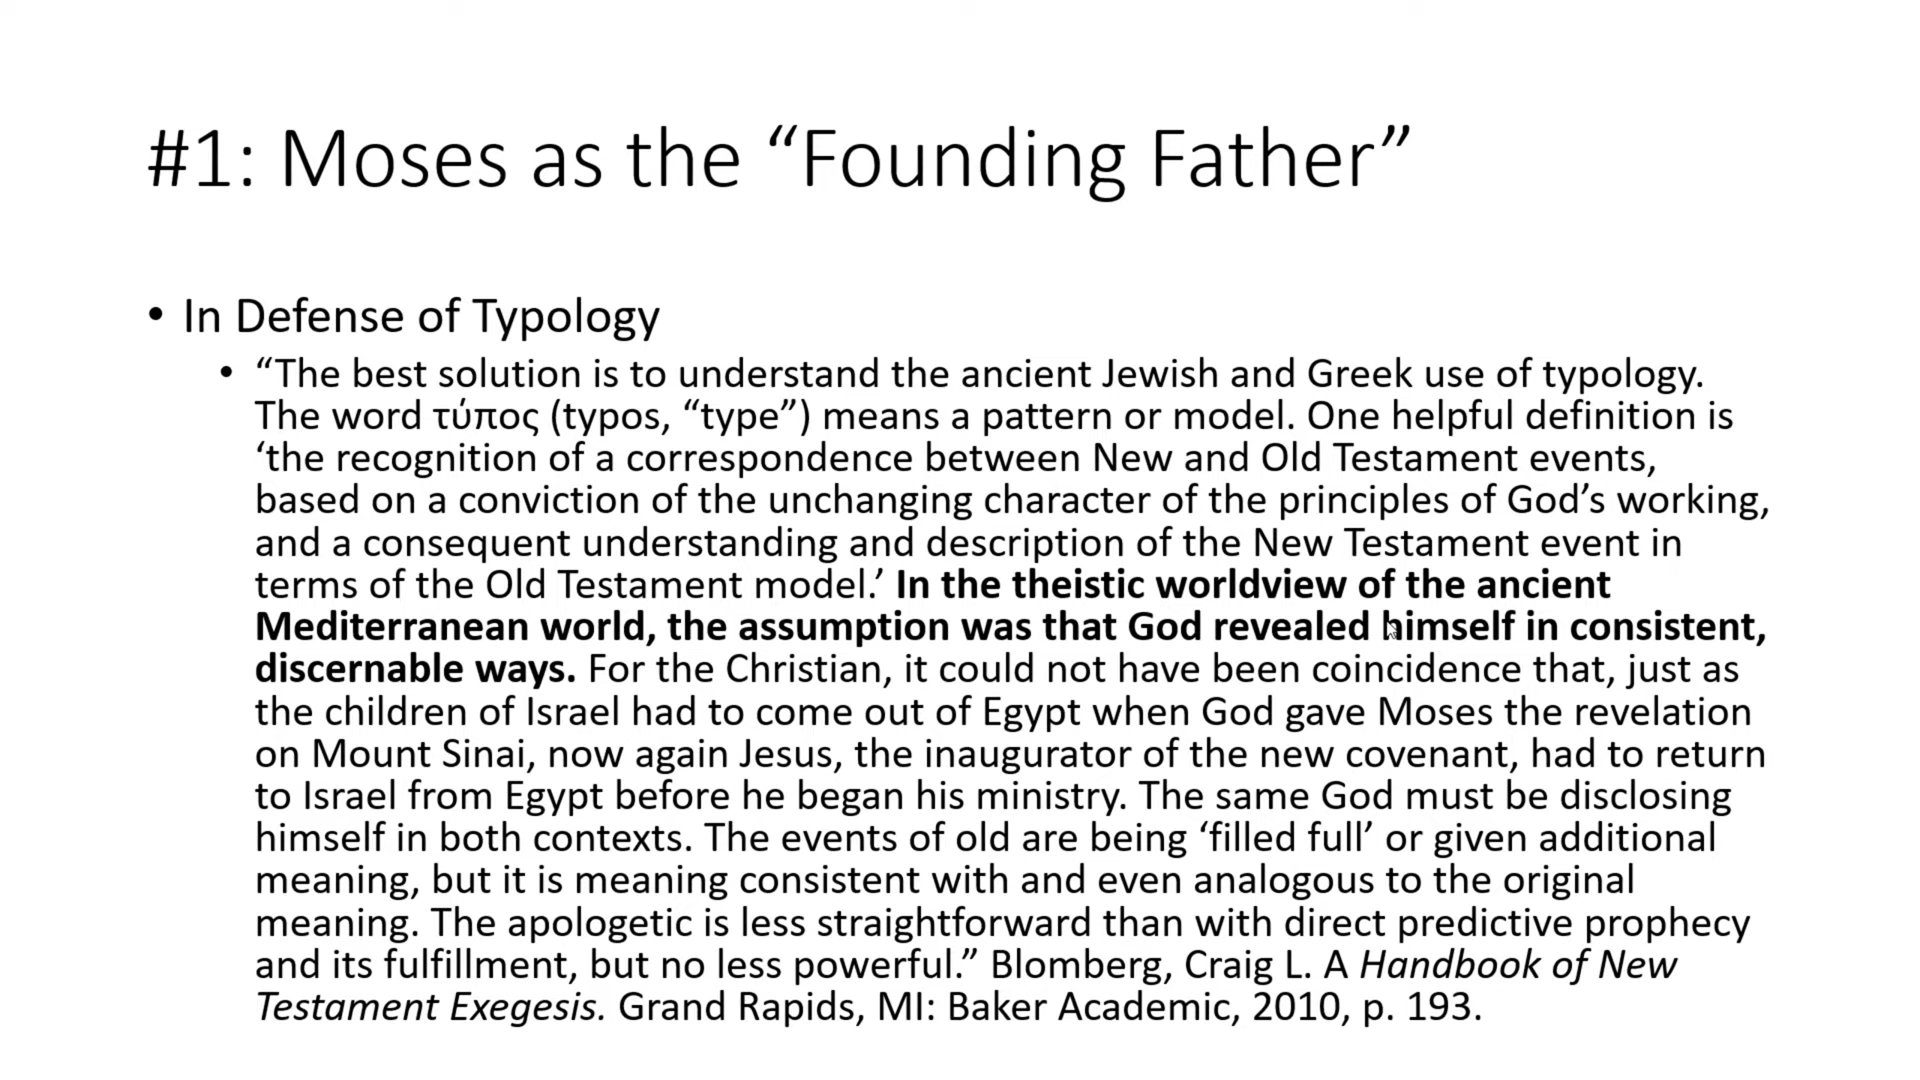 #1: Moses as the “Founding Father”
• In Defense of Typology
• “The best solution is to understand the ancient Jewish and Greek use of typology.
The word τύπος (typos, “type”) means a pattern or model. One helpful definition is
‘the recognition of a correspondence between New and Old Testament events,
based on a conviction of the unchanging character of the principles of God’s working,
and a consequent understanding and description of the New Testament event in
terms of the Old Testament model.’ In the theistic worldview of the ancient
Mediterranean world, the assumption was that God revealed himself in consistent,
discernable ways. For the Christian, it could not have been coincidence that, just as
the children of Israel had to come out of Egypt when God gave Moses the revelation
on Mount Sinai, now again Jesus, the inaugurator of the new covenant, had to return
to Israel from Egypt before he began his ministry. The same God must be disclosing
himself in both contexts. The events of old are being ‘filled full’ or given additional
meaning, but it is meaning consistent with and even analogous to the original
meaning. The apologetic is less straightforward than with direct predictive prophecy
and its fulfillment, but no less powerful.” Blomberg, Craig L. A Handbook of New
Testament Exegesis. Grand Rapids, MI: Baker Academic, 2010, p. 193.